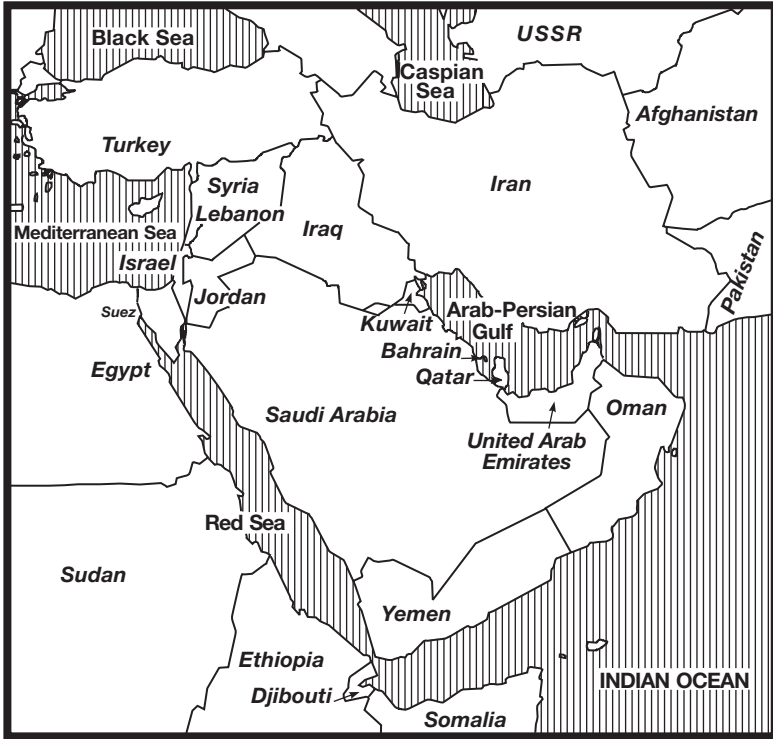 Black Sea
USSR
Caspian
Sea
Afghanistan
Turkey
Iran
Syria
Lebanon
Iraq
Mediterranean Sea
Israel
Pakistan
Jordan
Suez
Kuwait
Arab-Persian
Gulf
Bahrain
Egypt
Qatar
Saudi Arabia
Oman
United Arab
Emirates
Red Sea
Sudan
Yemen
Ethiopia
INDIAN OCEAN
Djibouti
Somalia